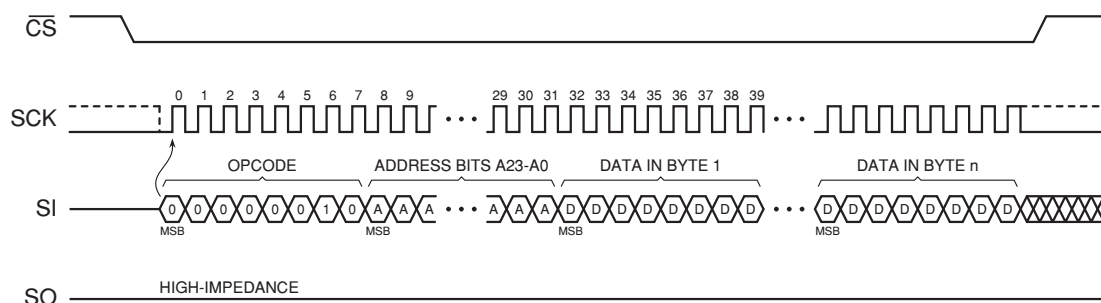 CS
SCK
0 1 2 3 4 5 6 7 8 9 29 30 31 32 33 34 35 36 37 38 39
OPCODE ADDRESS BITS A23-A0 DATA IN BYTE 1 DATA IN BYTE n
SI
0 0 0 0 0 0 1 0 A A A A A A D D D D D D D D D D D D D D D D
MSB MSB MSB MSB
SO
HIGH-IMPEDANCE